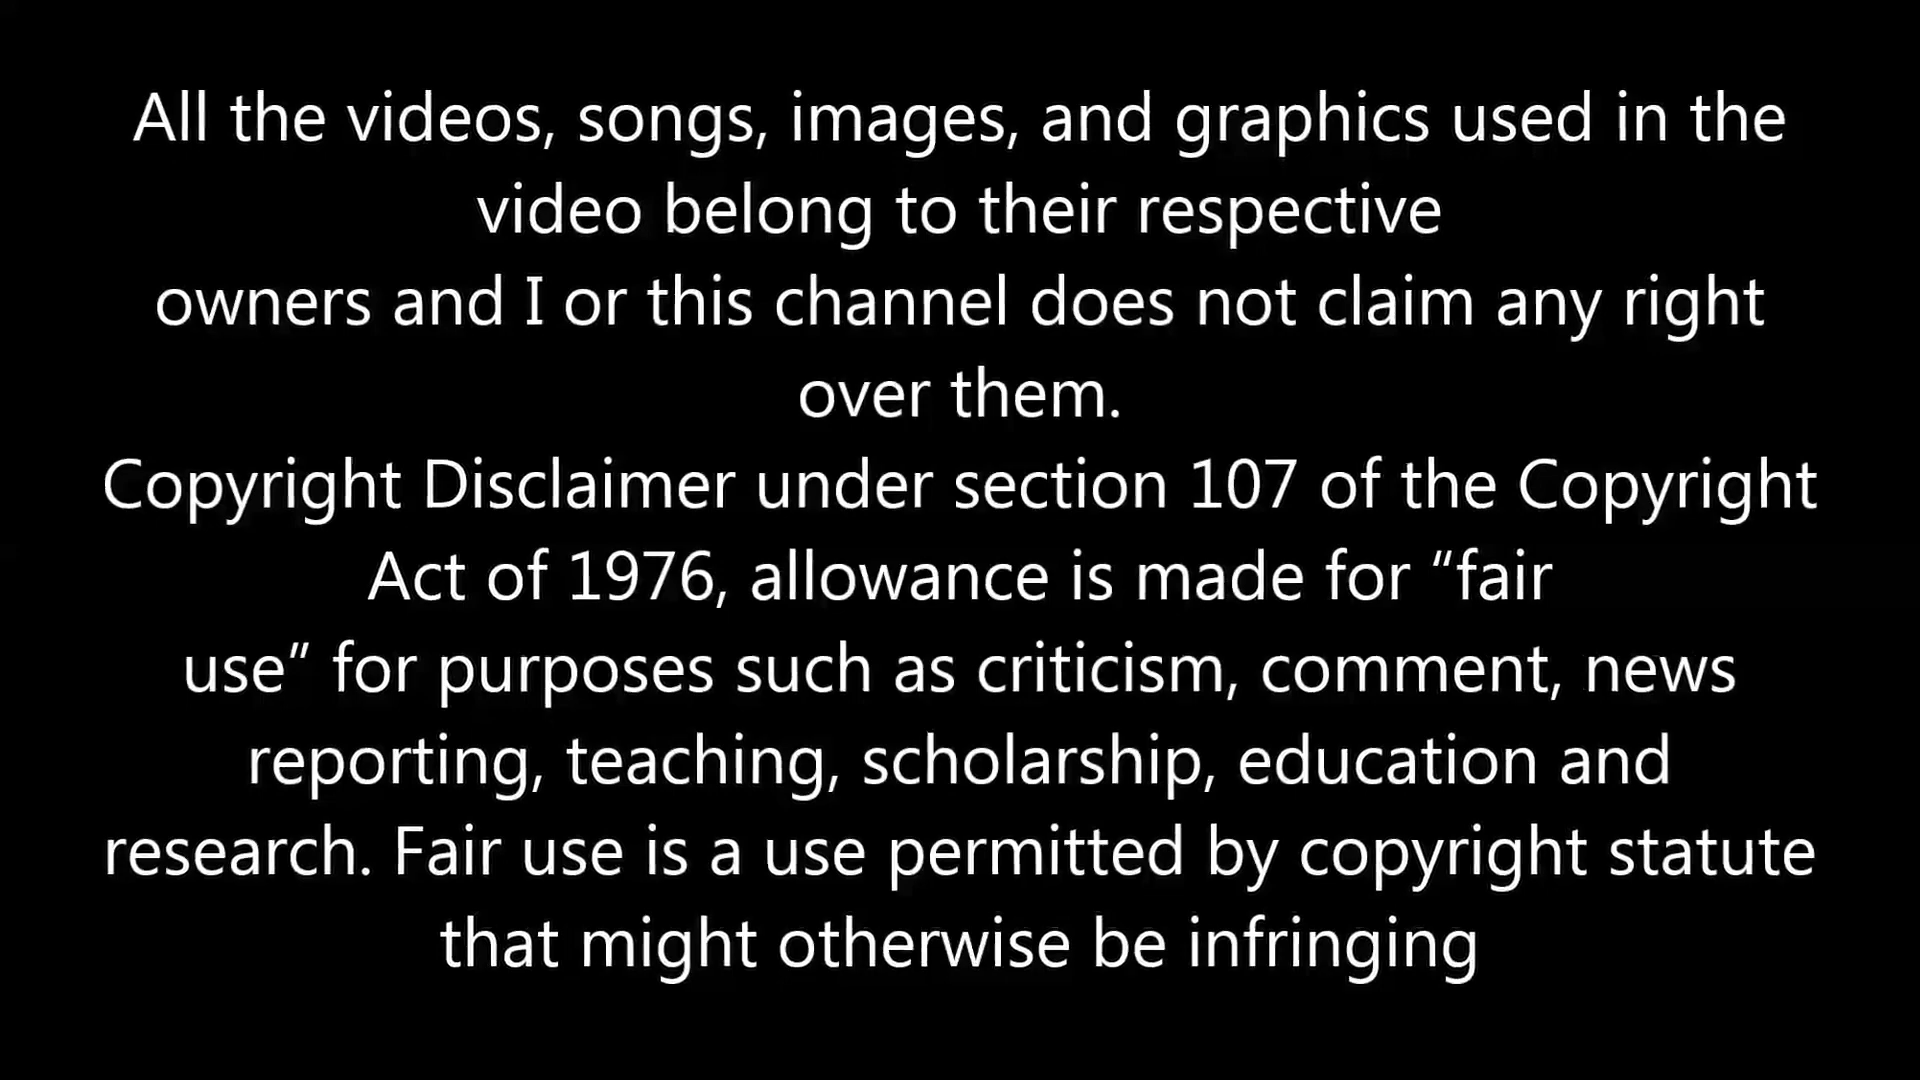 All the videos, songs, images, and graphics used in the
video belong to their respective
owners and I or this channel does not claim any right
over them.
Copyright Disclaimer under section 107 of the Copyright
Act of 1976, allowance is made for “fair
use” for purposes such as criticism, comment, news
reporting, teaching, scholarship, education and
research. Fair use is a use permitted by copyright statute
that might otherwise be infringing